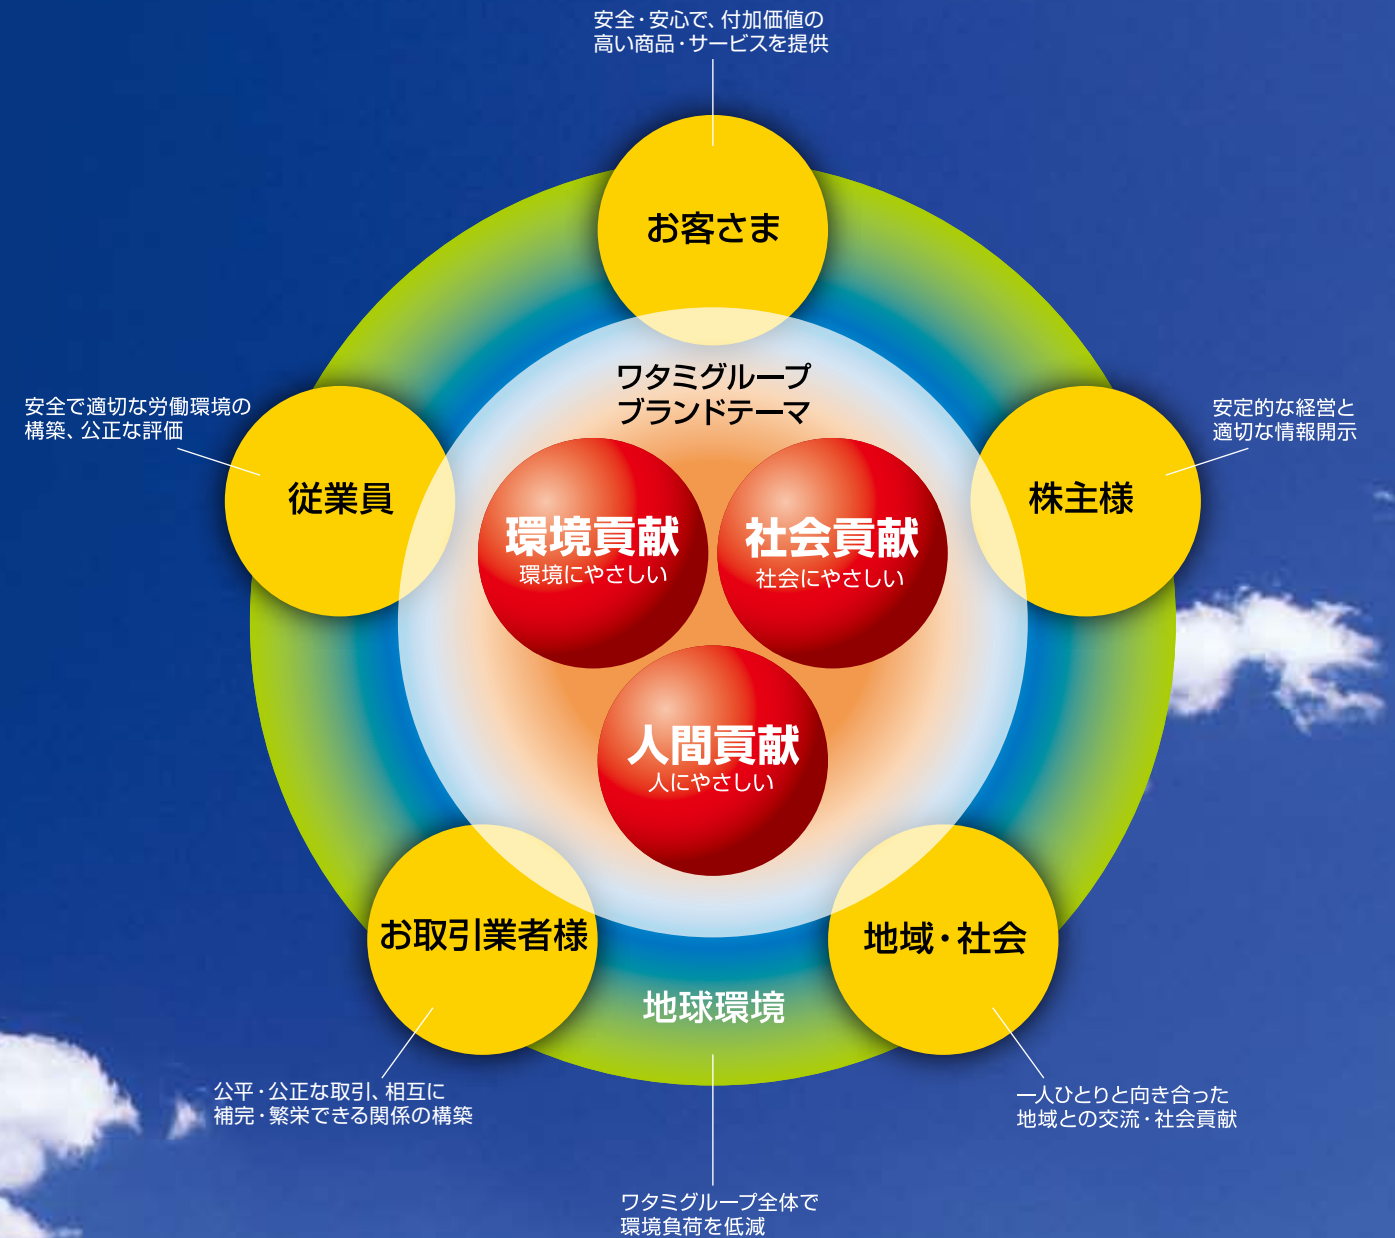 安全・安心で、付加価値の
高い商品・サービスを提供
お客さま
ワタミグループ
ブランドテーマ
安全で適切な労働環境の
構築、公正な評価
従業員
安定的な経営と
適切な情報開示
株主様
環境貢献
環境にやさしい
社会貢献
社会にやさしい
人間貢献
人にやさしい
お取引業者様
地域・社会
地球環境
公平・公正な取引、相互に
補完・繁栄できる関係の構築
一人ひとりと向き合った
地域との交流・社会貢献
ワタミグループ全体で
環境負荷を低減